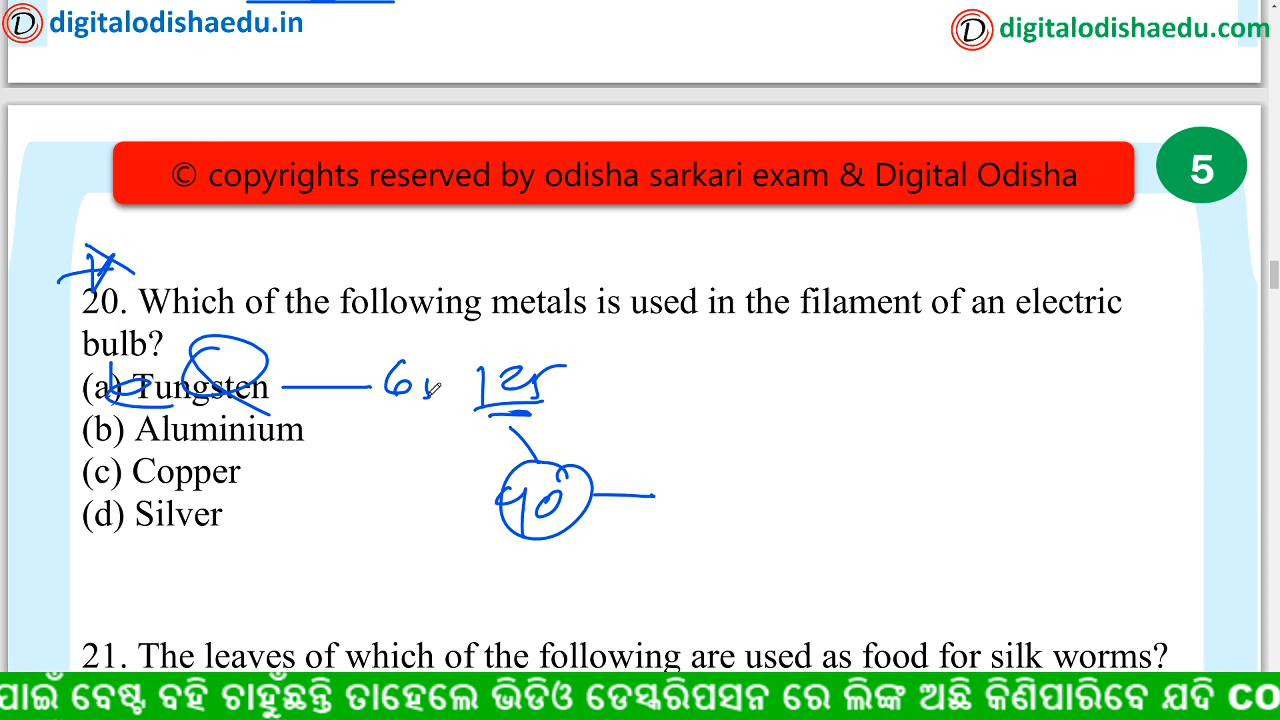 digitalodishaedu.in
digitalodishaedu.com
© copyrights reserved by odisha sarkari exam & Digital Odisha
5
20. Which of the following metals is used in the filament of an electric
bulb?
(a) Tungsten
125
(b) Aluminium
(c) Copper
(d) Silver
21. The leaves of which of the following are used as food for silk worms?
ପାଇଁ ବେଷ୍ଟ ବହି ଚାହୁଁଛନ୍ତି ତାହେଲେ ଭିଡିଓ ଡେସ୍କରିପସନ ରେ ଲିଙ୍କ ଅଛି କିଣିପାରିବେ ଯଦି CO